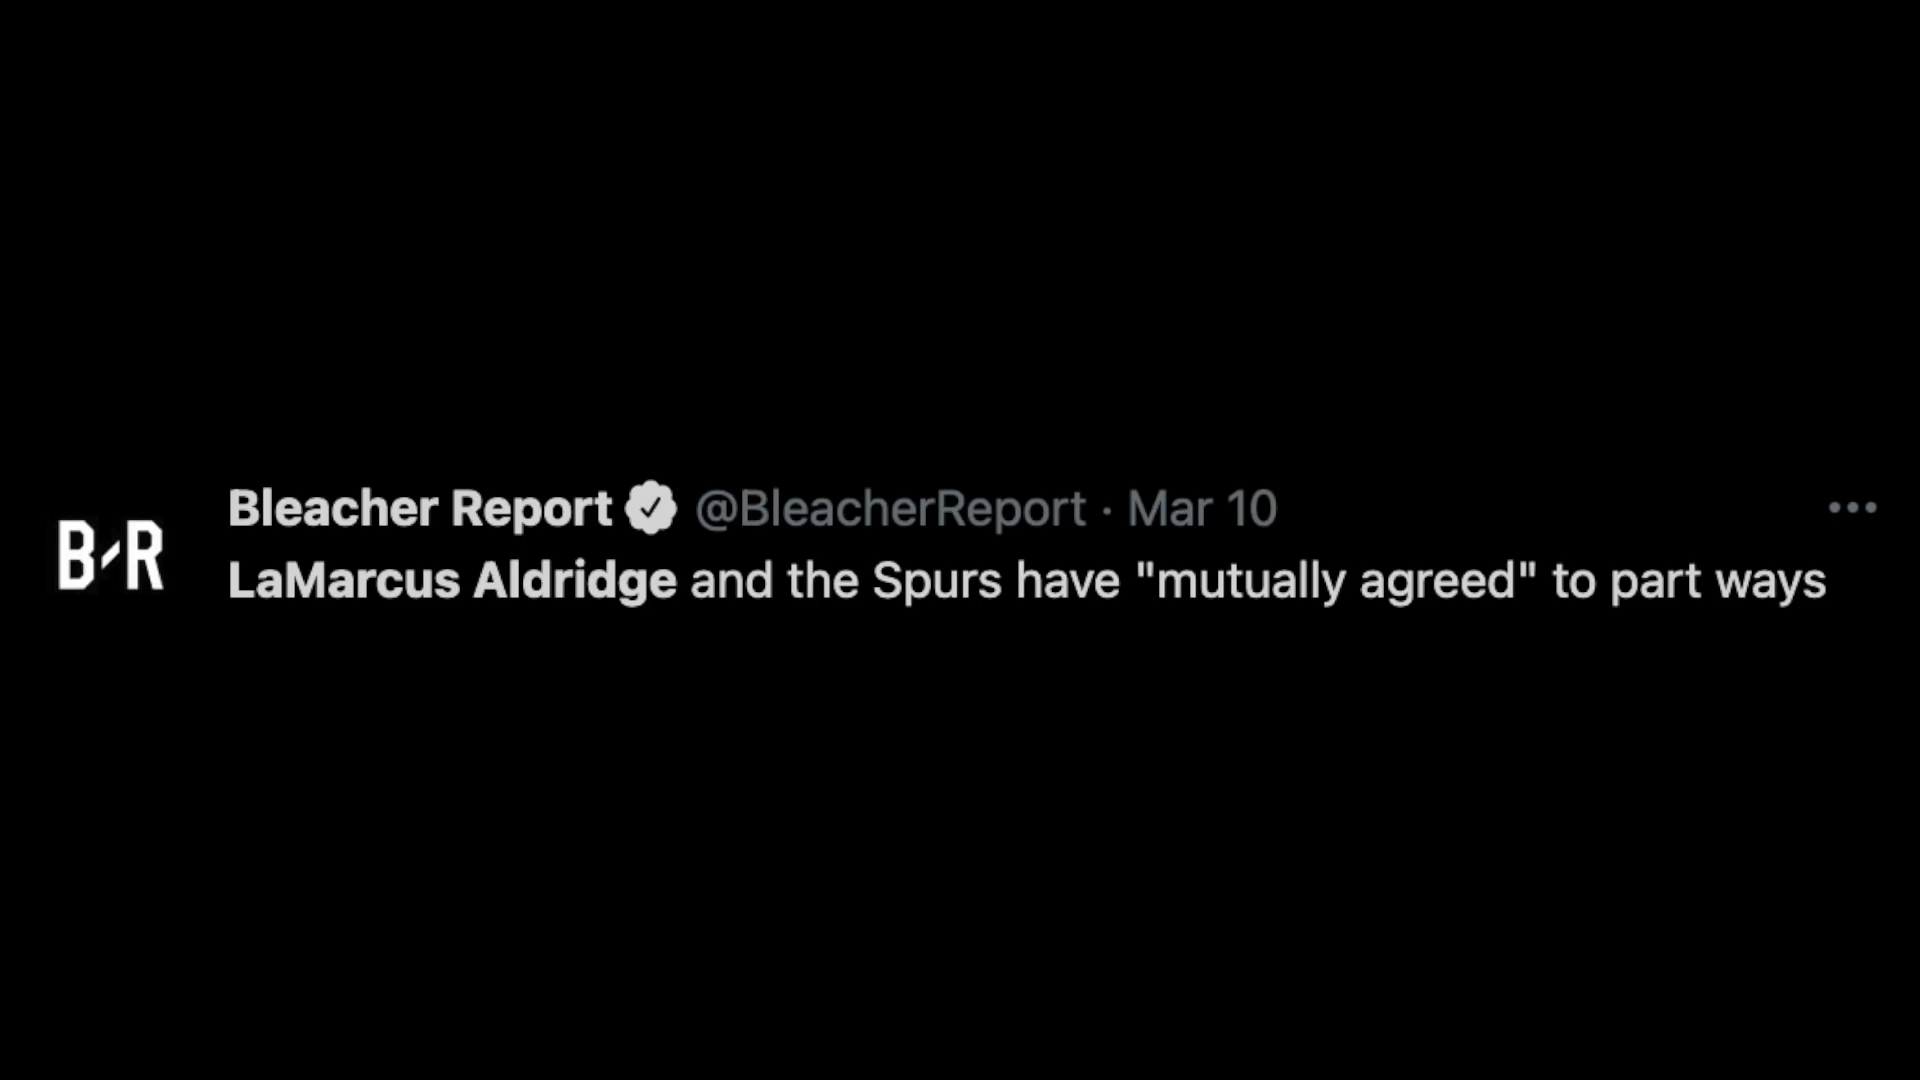 B/R
Bleacher Report @BleacherReport · Mar 10
LaMarcus Aldridge and the Spurs have "mutually agreed" to part ways